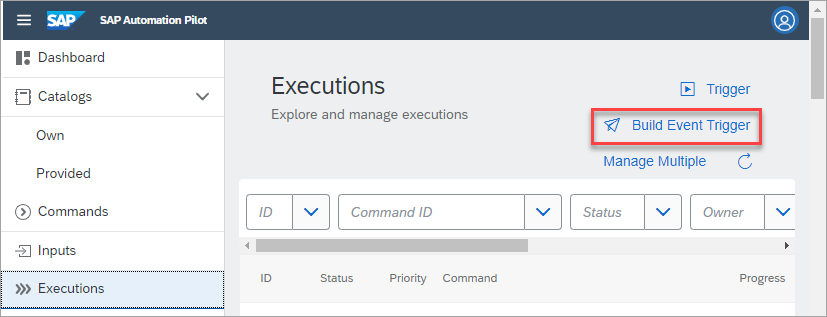 SAP SAP Automation Pilot
Dashboard
Catalogs
Own
Provided
Commands
Inputs
Executions
Executions
Explore and manage executions
Trigger
Build Event Trigger
Manage Multiple
ID Command ID Status Owner
ID Status Priority Command Progress